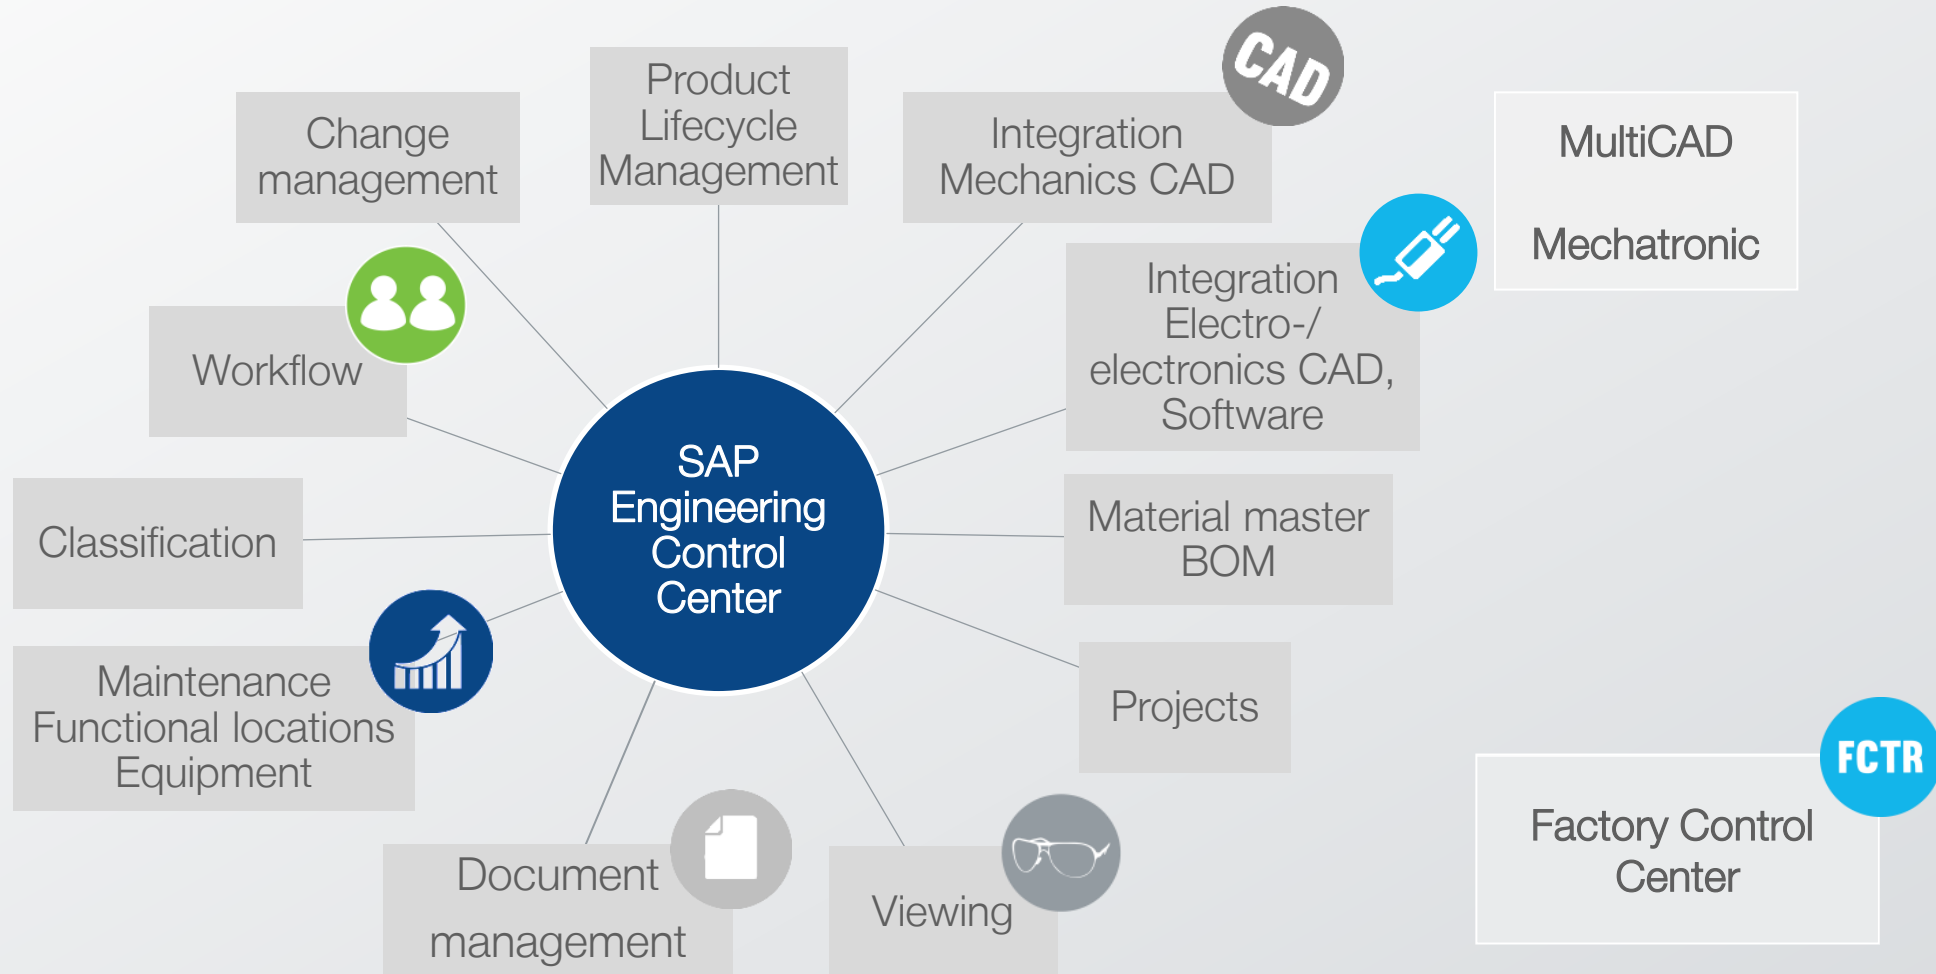 Product
Lifecycle
Management
Change
management
Integration
Mechanics CAD
CAD
MultiCAD
Mechatronic
Integration
Electro-/
electronics CAD,
Software
Workflow
SAP
Engineering
Control
Center
Classification
Material master
BOM
Maintenance
Functional locations
Equipment
Projects
FCTR
Factory Control
Center
Document
management
Viewing